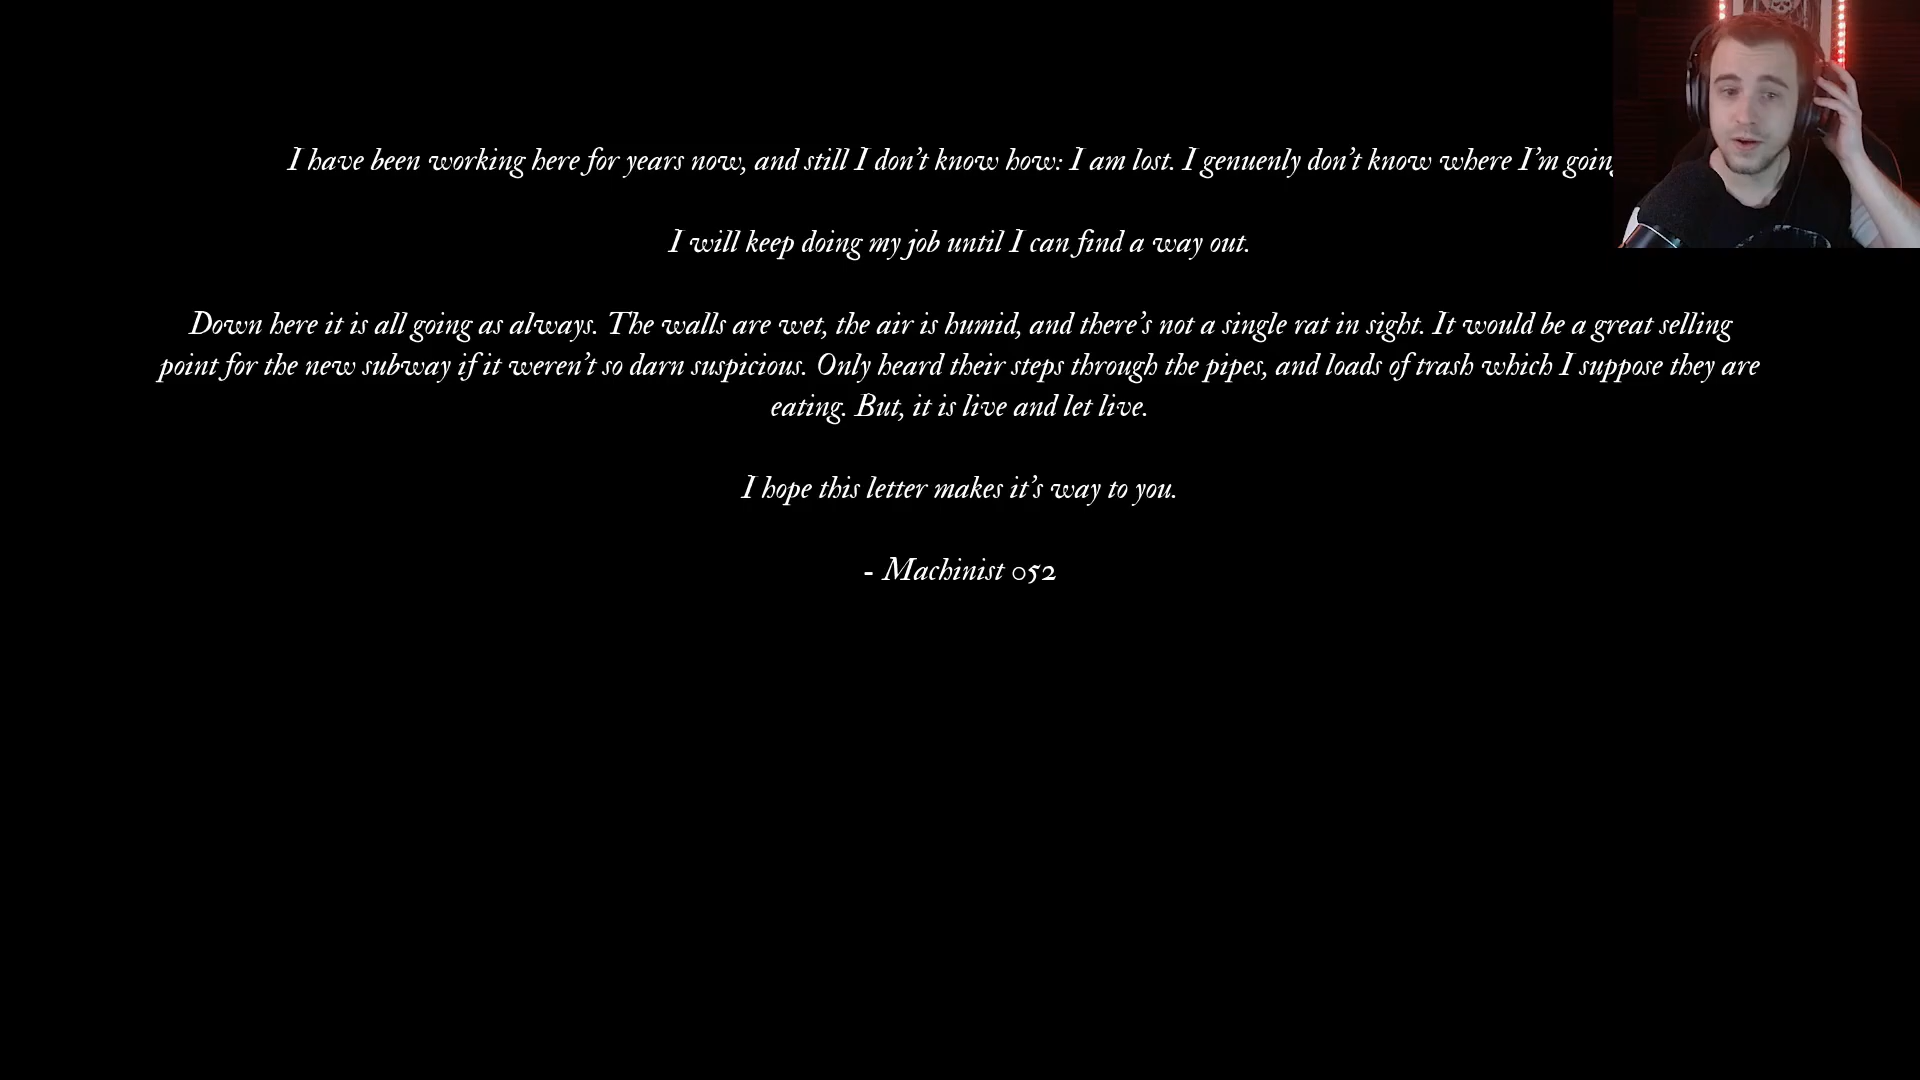 I have been working here for years now, and still I don't know how: I am lost. I genuenly don't know where I'm
I will keep doing my job until I can find a way out.
Down here it is all going as always. The walls are wet, the air is humid, and there's not a single rat in sight. It would be a great selling
point for the new subway if it weren't so darn suspicious. Only heard their steps through the pipes, and loads of trash which I suppose they are
eating. But, it is live and let live.
I hope this letter makes it's way to you.
- Machinist 052